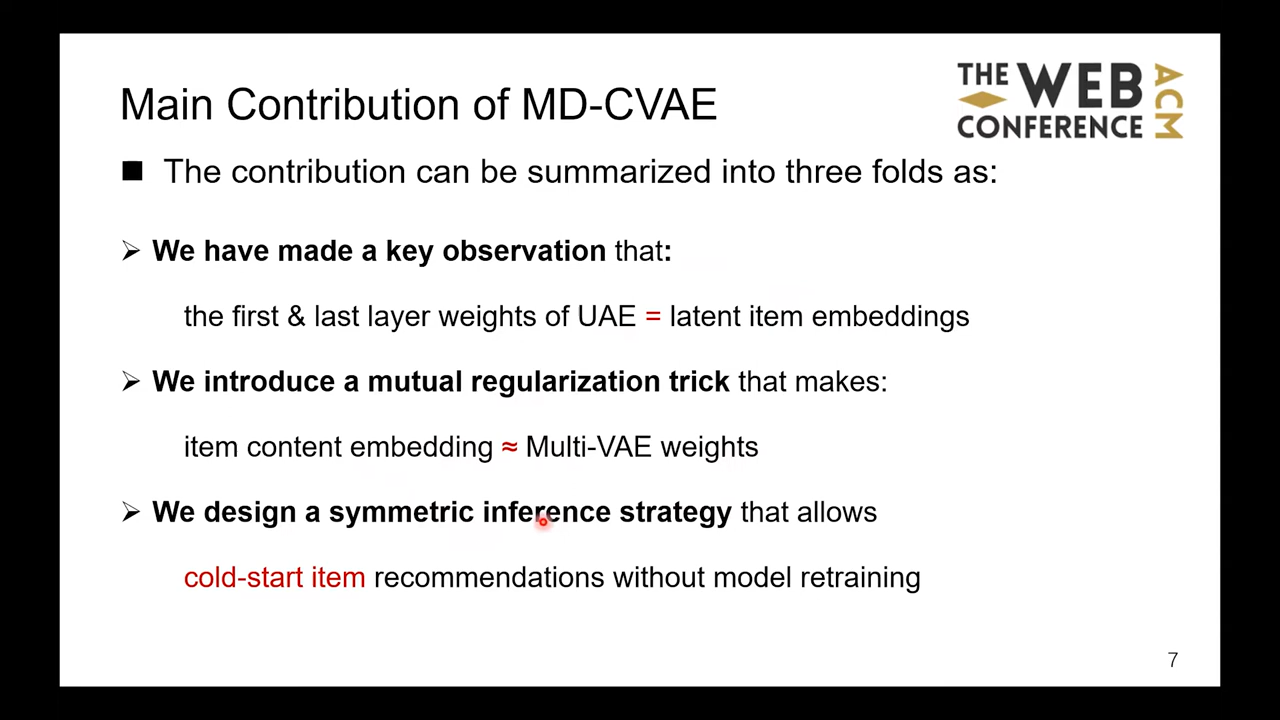 Main Contribution of MD-CVAE
THE WEB CONFERENCE ACM
■ The contribution can be summarized into three folds as:
➢ We have made a key observation that:
the first & last layer weights of UAE = latent item embeddings
➢ We introduce a mutual regularization trick that makes:
item content embedding ≈ Multi-VAE weights
➢ We design a symmetric inference strategy that allows
cold-start item recommendations without model retraining
7